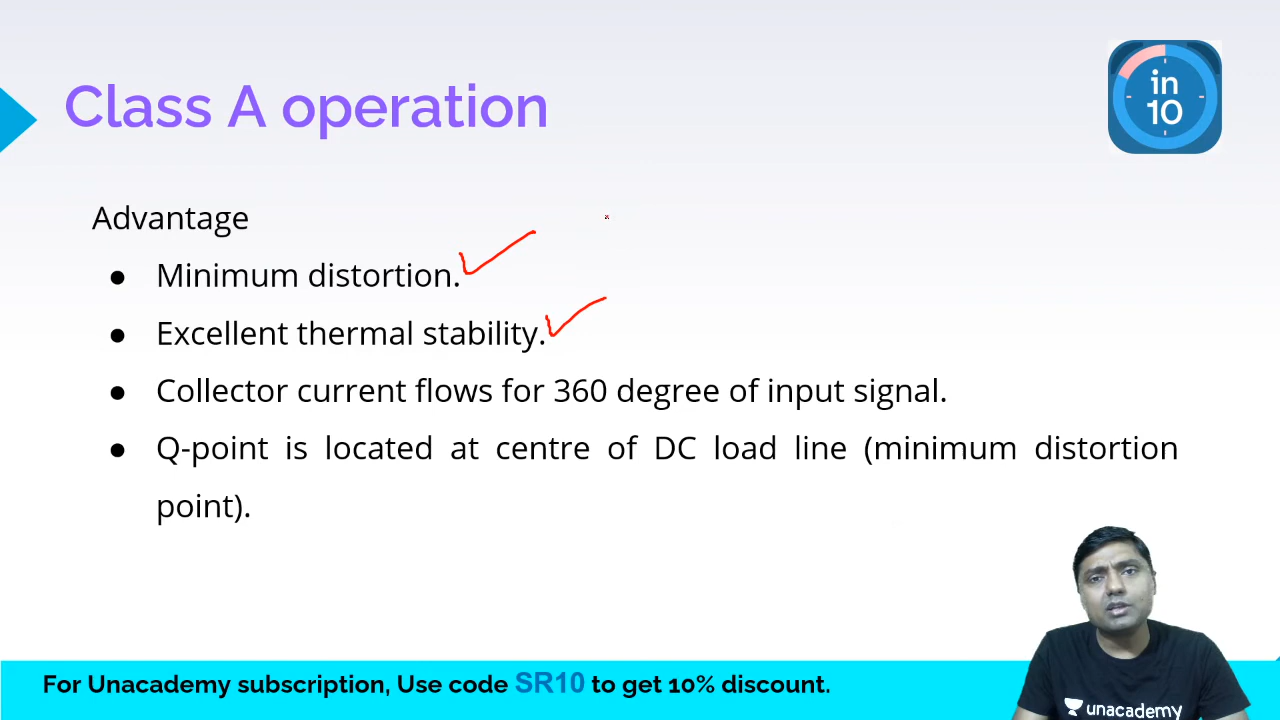 Class A operation
in
10
Advantage
● Minimum distortion.
● Excellent thermal stability.
● Collector current flows for 360 degree of input signal.
● Q-point is located at centre of DC load line (minimum distortion
point).
For Unacademy subscription, Use code SR10 to get 10% discount.
unacademy